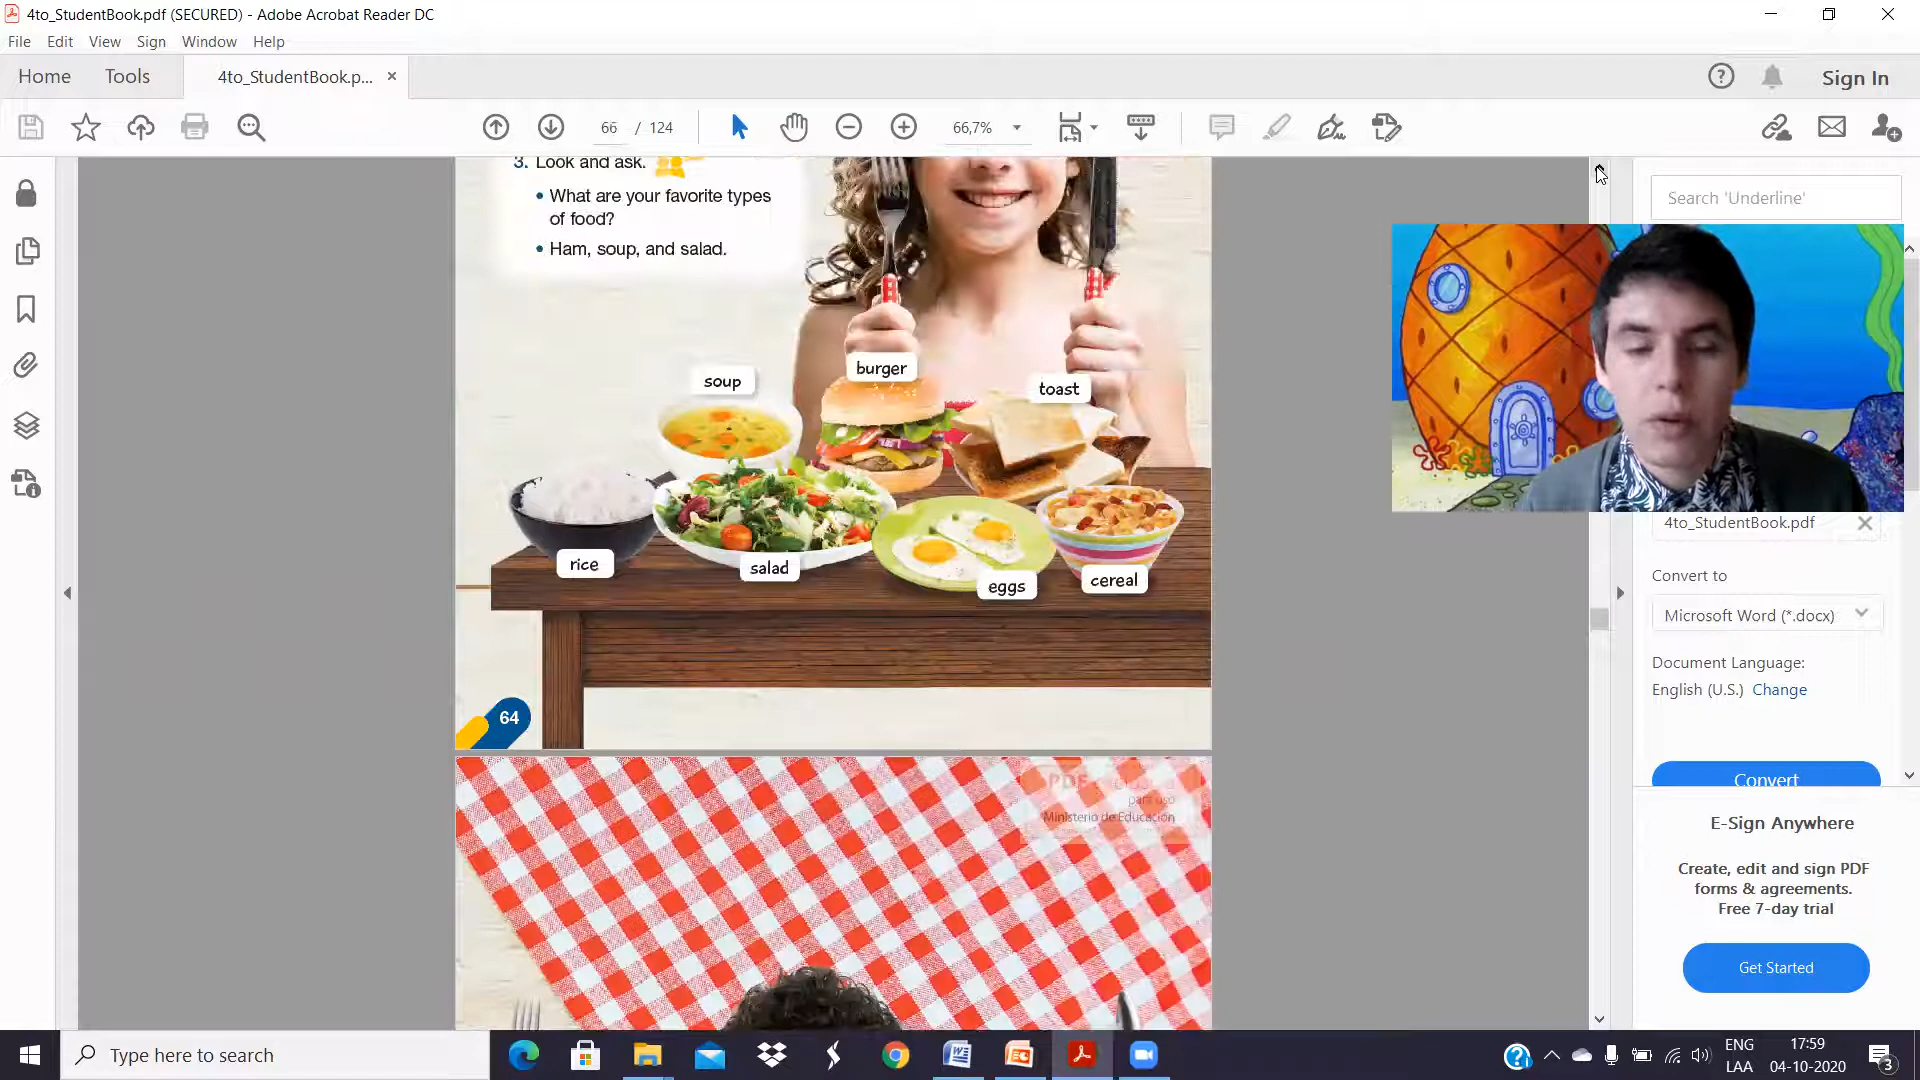 4to_StudentBook.pdf (SECURED) - Adobe Acrobat Reader DC
File Edit View Sign Window Help
Home Tools 4to_StudentBook.p... Sign In
66 / 124 66,7%
Search 'Underline'
3. Look and ask.
• What are your favorite types
of food?
• Ham, soup, and salad.
burger
soup
toast
rice
salad
eggs
cereal
64
PDF
para uso
Ministerio de Educación
4to_StudentBook.pdf
Convert to
Microsoft Word (*.docx)
Document Language:
English (U.S.) Change
Convert
E-Sign Anywhere
Create, edit and sign PDF
forms & agreements.
Free 7-day trial
Get Started
Type here to search
ENG
LAA
17:59
04-10-2020
3